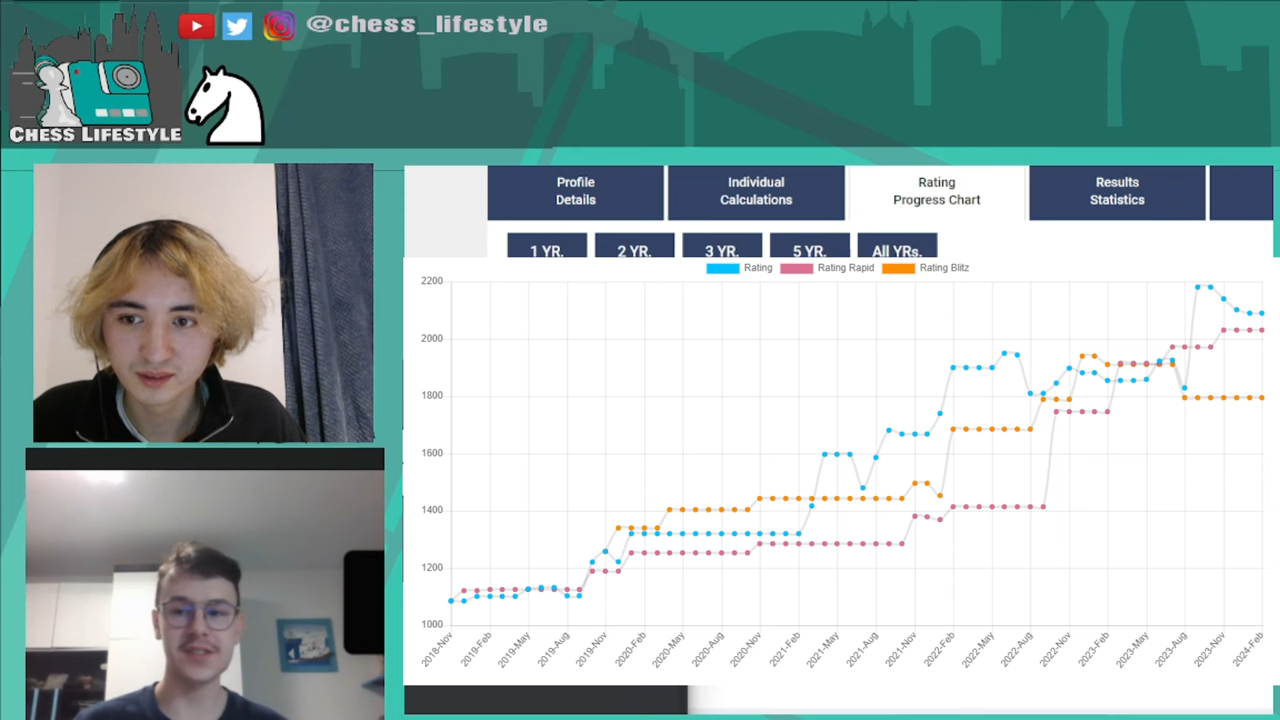 @chess_lifestyle
CHESS LIFESTYLE
Profile
Details
Individual
Calculations
Rating
Progress Chart
Results
Statistics
1 YR.
2 YR.
3 YR.
5 YR.
All YRs.
Rating
Rating Rapid
Rating Blitz
2200
2000
1800
1600
1400
1200
1000
2018-Nov
2019-Feb
2019-May
2019-Aug
2019-Nov
2020-Feb
2020-May
2020-Aug
2020-Nov
2021-Feb
2021-May
2021-Aug
2021-Nov
2022-Feb
2022-May
2022-Aug
2022-Nov
2023-Feb
2023-May
2023-Aug
2023-Nov
2024-Feb